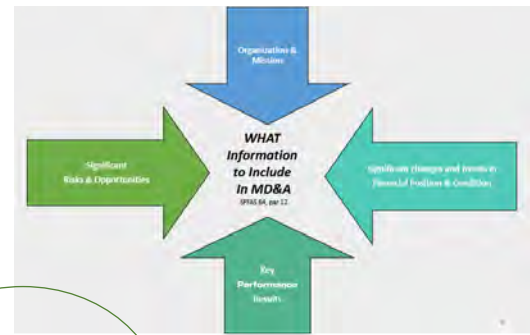 Organization &
Mission
WHAT
Information
to Include
In MD&A
SFFAS 64, par 12
Significant
Risks & Opportunities
Significant changes and trends in
Financial Position & Condition
Key
Performance
Results